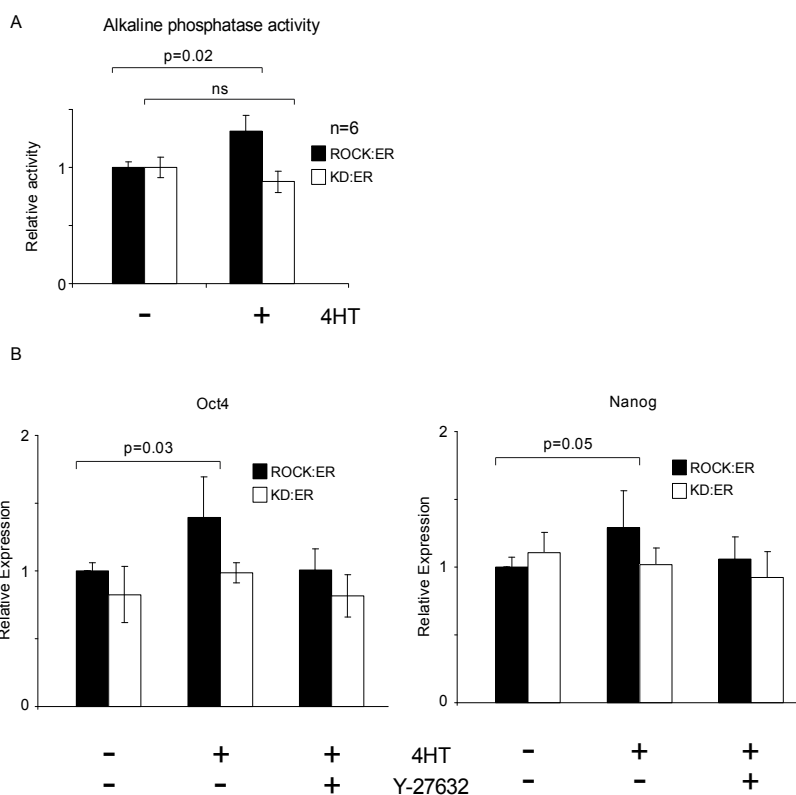 A
Alkaline phosphatase activity
p=0.02
ns
n=6
ROCK:ER
KD:ER
1
0
Relative activity
- + 4HT
B
Oct4
2
p=0.03
ROCK:ER
KD:ER
1
0
Relative Expression
Nanog
2
p=0.05
ROCK:ER
KD:ER
1
0
Relative Expression
- + + 4HT - + +
- - + Y-27632 - - +